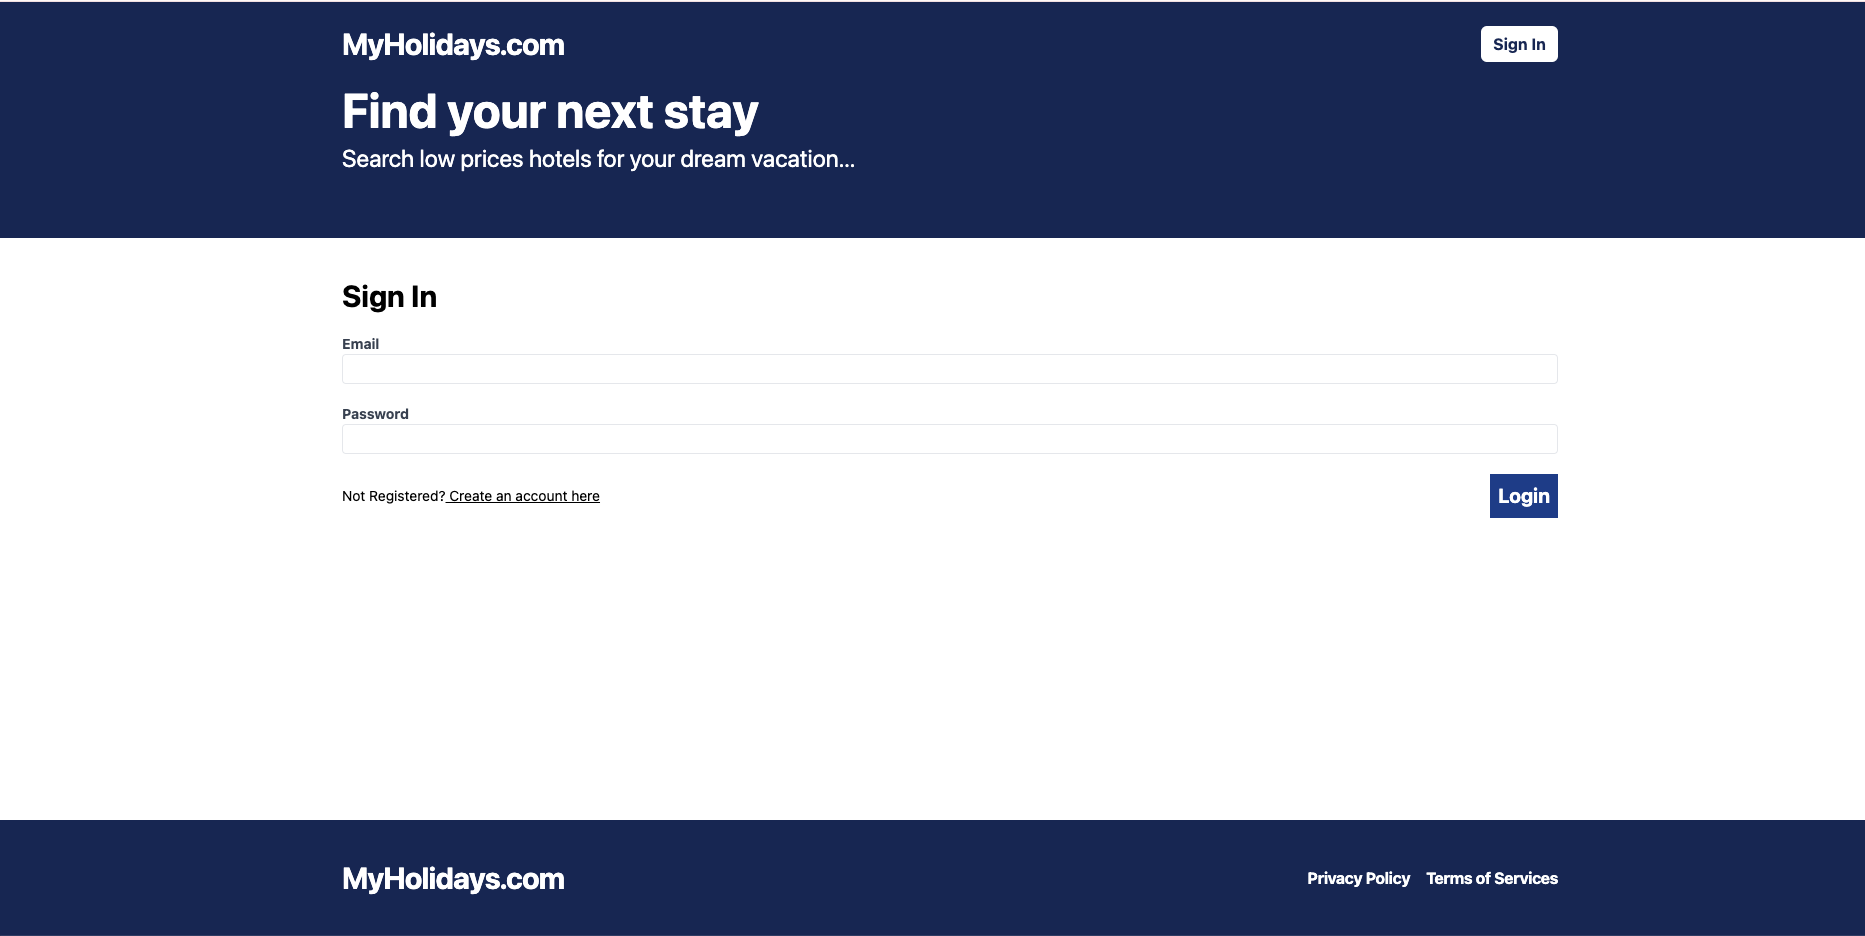 MyHolidays.com
Sign In
Find your next stay
Search low prices hotels for your dream vacation...
Sign In
Email
Password
Not Registered? Create an account here
Login
MyHolidays.com
Privacy Policy
Terms of Services